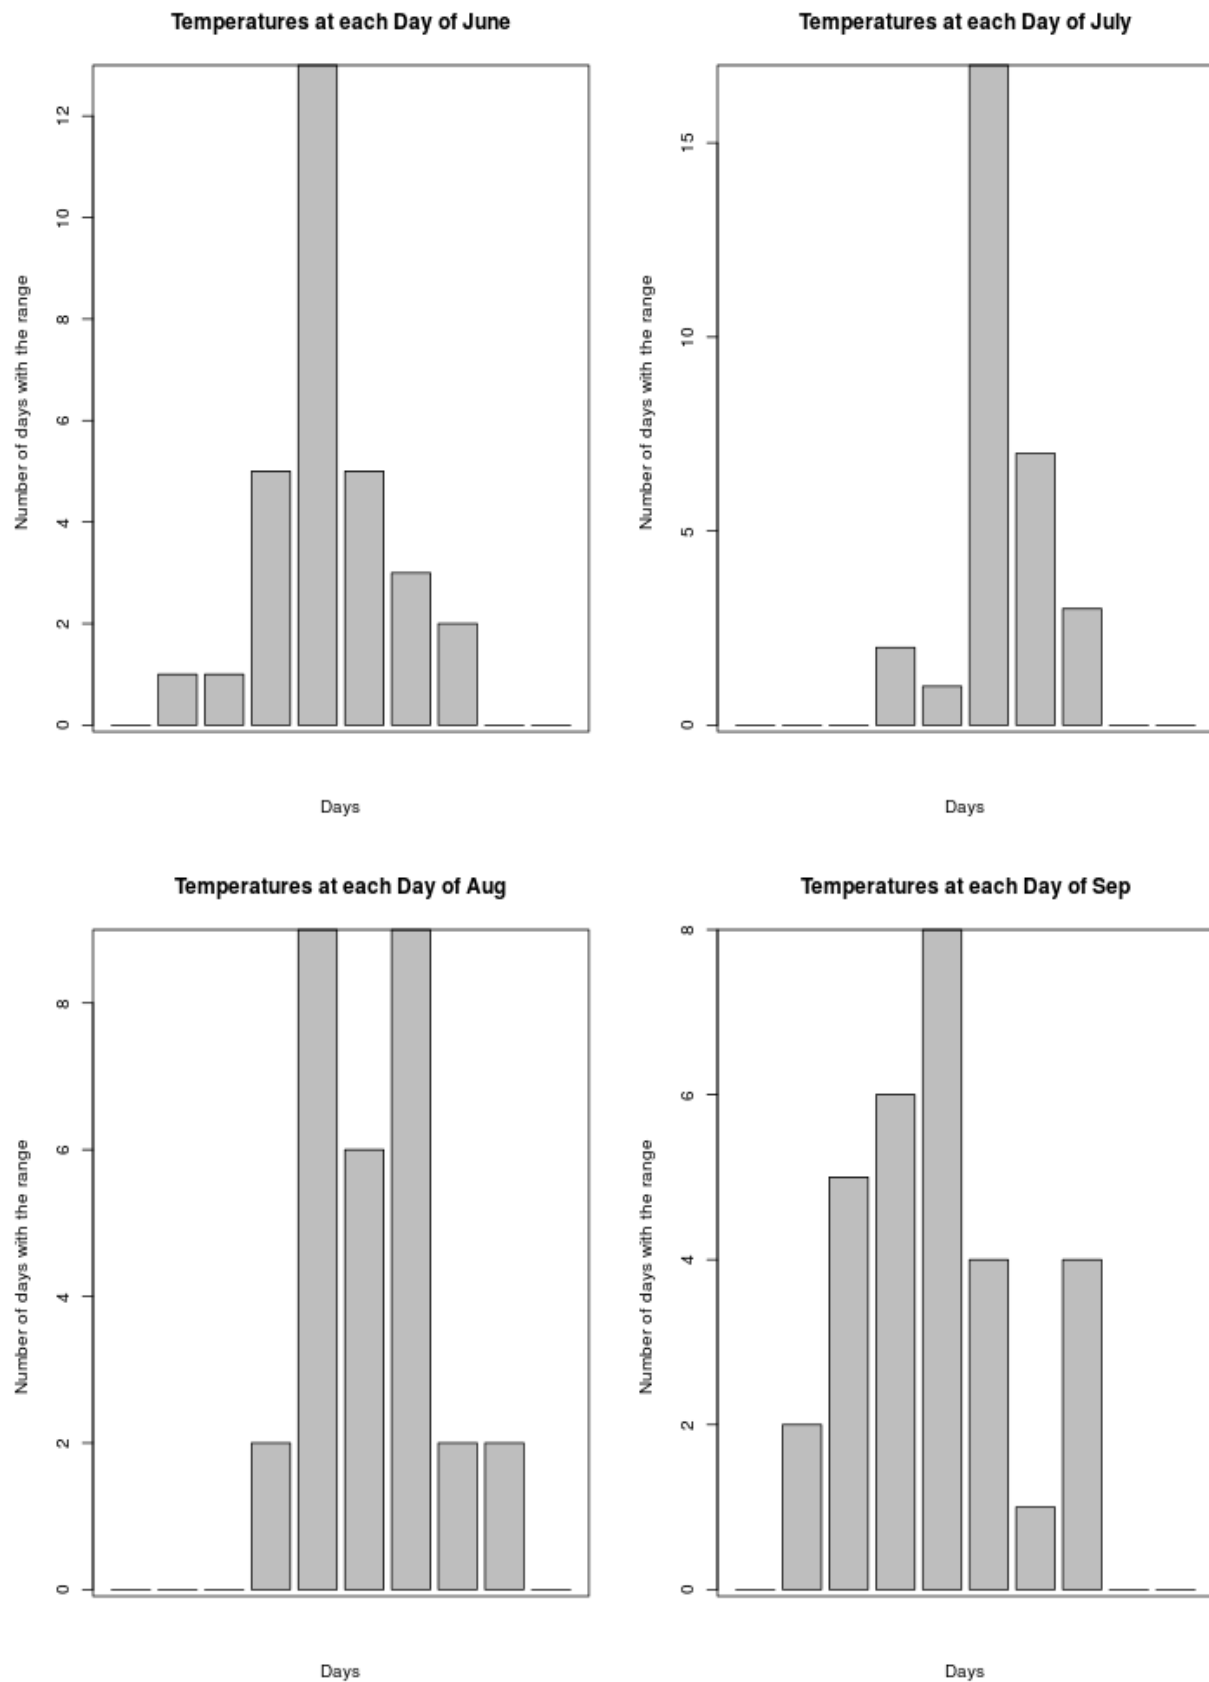 Temperatures at each Day of June
Number of days with the range
12
10
8
6
4
2
0
Days
Temperatures at each Day of July
Number of days with the range
15
10
5
0
Days
Temperatures at each Day of Aug
Number of days with the range
8
6
4
2
0
Days
Temperatures at each Day of Sep
Number of days with the range
8
6
4
2
0
Days